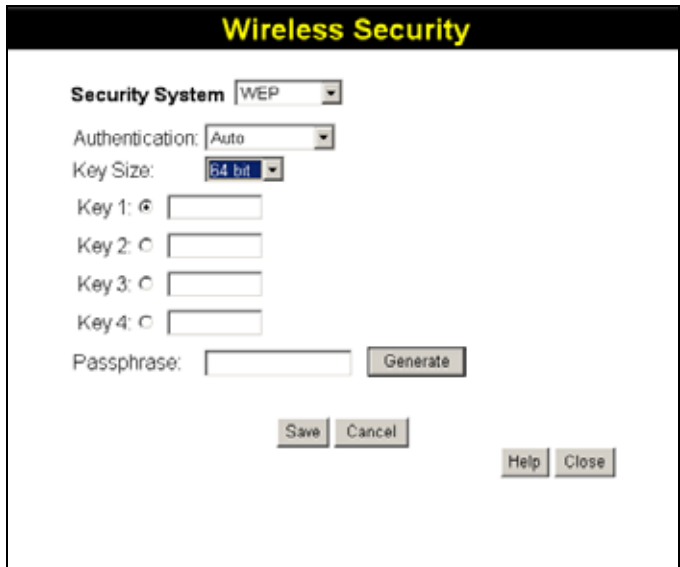 Wireless Security
Security System WEP
Authentication: Auto
Key Size: 64 bit
Key 1:
Key 2:
Key 3:
Key 4:
Passphrase: Generate
Save Cancel
Help Close